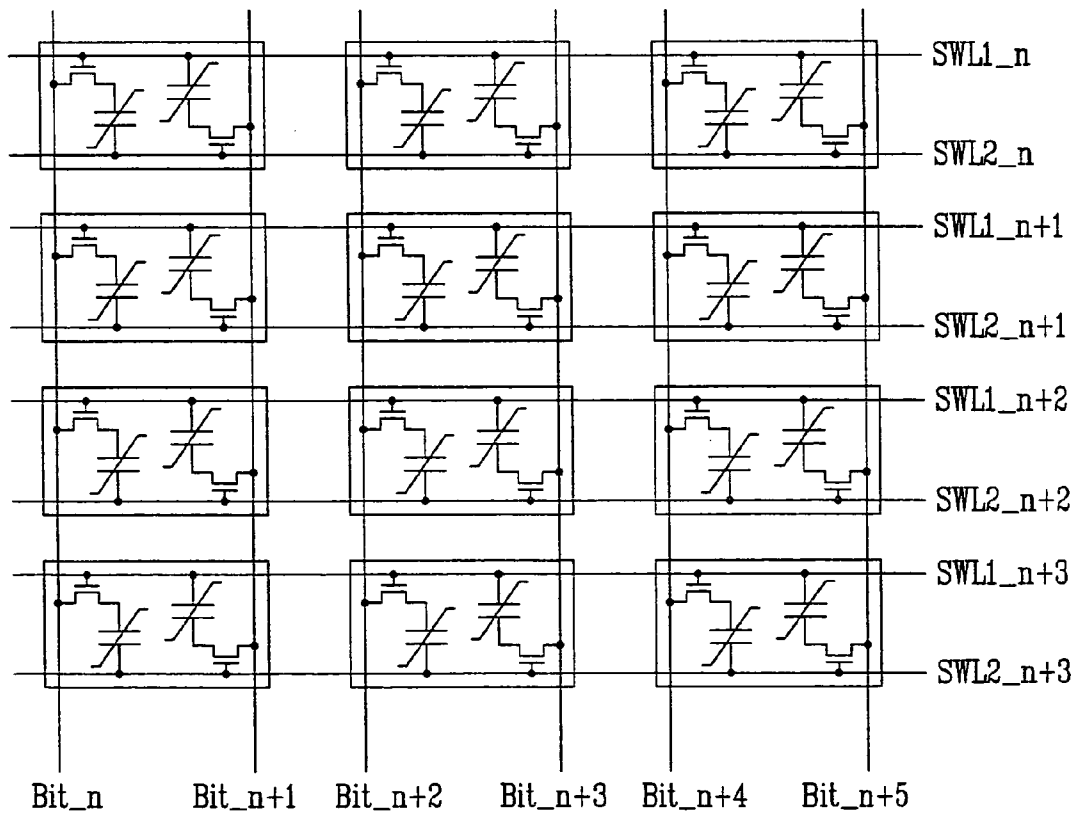 SWL1_n
SWL2_n
SWL1_n+1
SWL2_n+1
SWL1_n+2
SWL2_n+2
SWL1_n+3
SWL2_n+3
Bit_n Bit_n+1 Bit_n+2 Bit_n+3 Bit_n+4 Bit_n+5